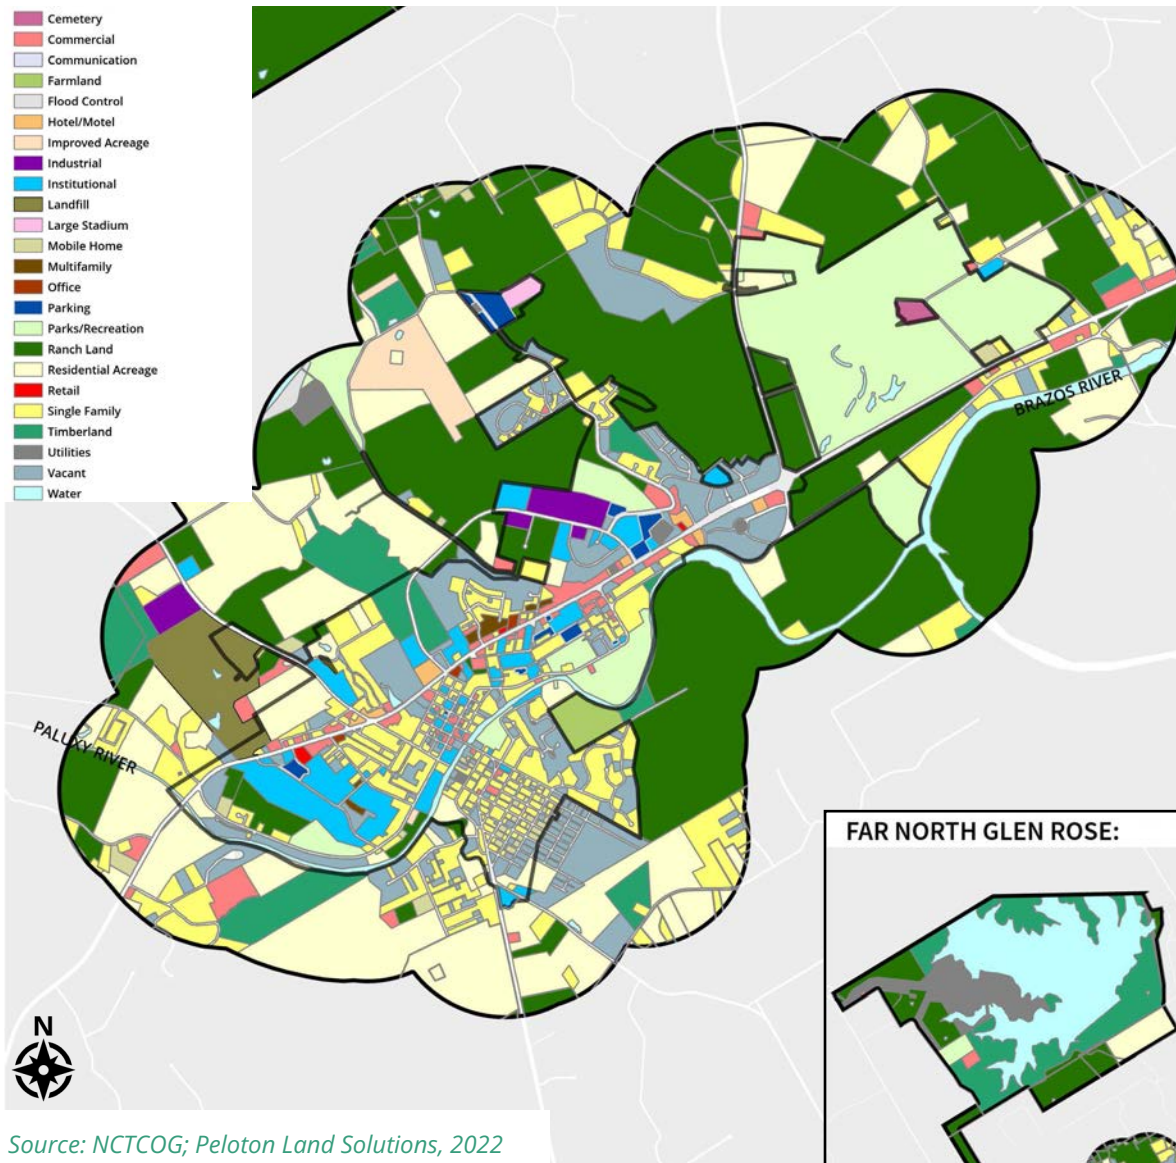 Cemetery
Commercial
Communication
Farmland
Flood Control
Hotel/Motel
Improved Acreage
Industrial
Institutional
Landfill
Large Stadium
Mobile Home
Multifamily
Office
Parking
Parks/Recreation
Ranch Land
Residential Acreage
Retail
Single Family
Timberland
Utilities
Vacant
Water
BRAZOS RIVER
PALUXY RIVER
FAR NORTH GLEN ROSE:
N
Source: NCTCOG; Peloton Land Solutions, 2022